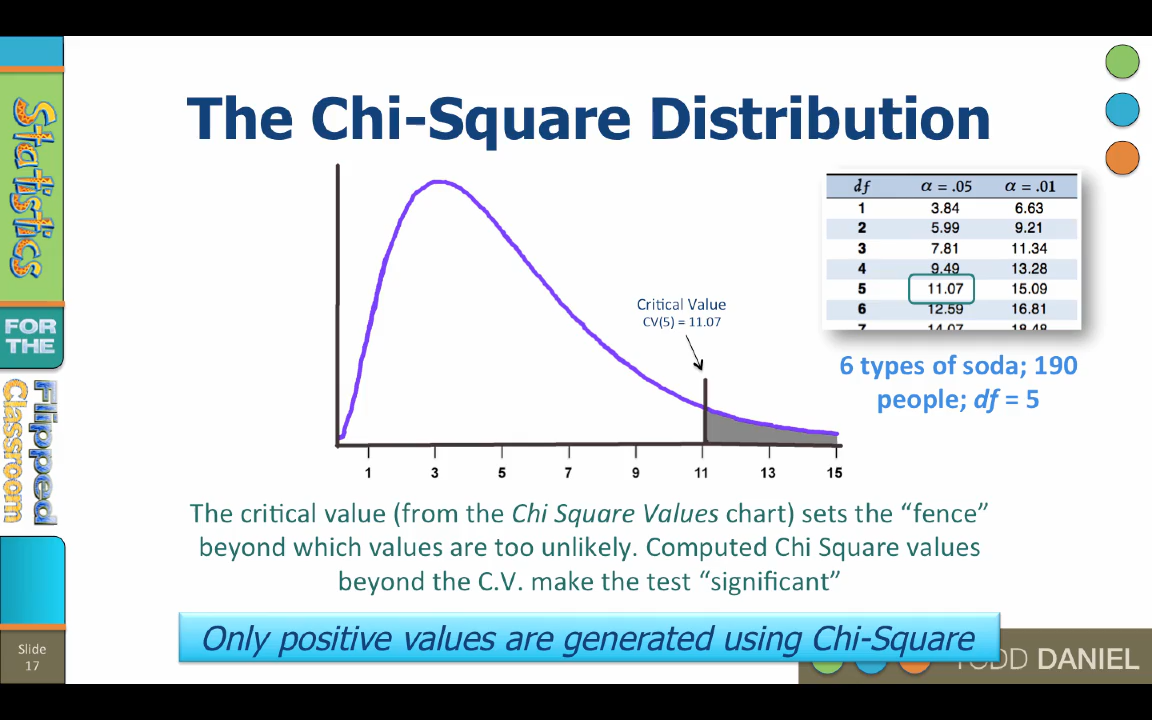 Statistics
FOR THE
Flipped
Classroom
Slide
17
The Chi-Square Distribution
Critical Value
CV(5) = 11.07
1 3 5 7 9 11 13 15
df α = .05 α = .01
1 3.84 6.63
2 5.99 9.21
3 7.81 11.34
4 9.49 13.28
5 11.07 15.09
6 12.59 16.81
7 14.07 18.48
6 types of soda; 190
people; df = 5
The critical value (from the Chi Square Values chart) sets the “fence”
beyond which values are too unlikely. Computed Chi Square values
beyond the C.V. make the test “significant”
Only positive values are generated using Chi-Square
TODD DANIEL